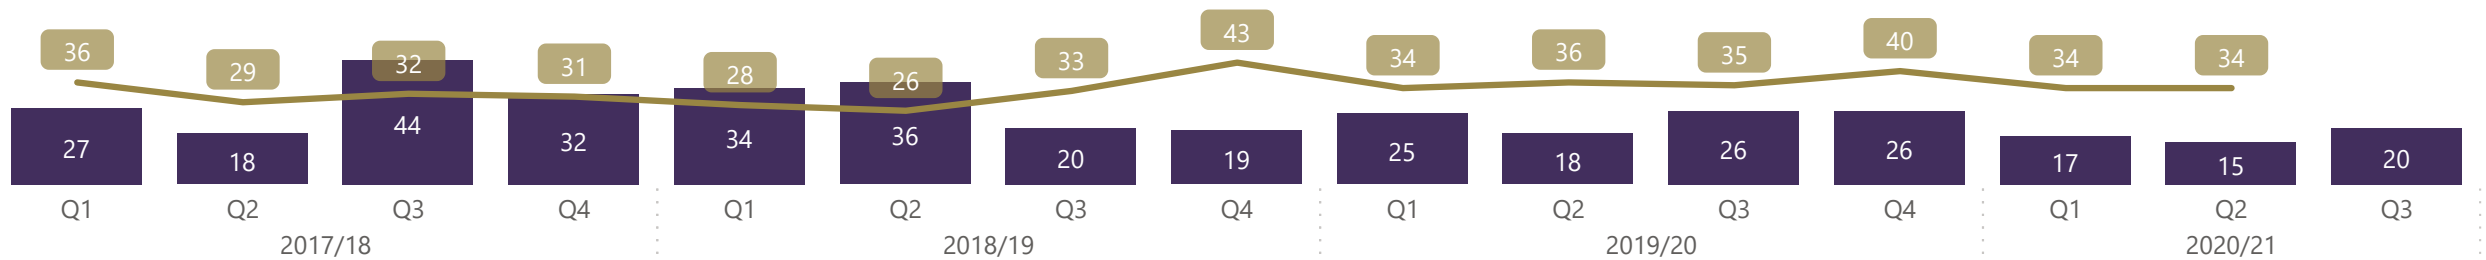 36 29 32 31 28 26 33 43 34 36 35 40 34 34
27 18 44 32 34 36 20 19 25 18 26 26 17 15 20
Q1 Q2 Q3 Q4 Q1 Q2 Q3 Q4 Q1 Q2 Q3 Q4 Q1 Q2 Q3
2017/18 2018/19 2019/20 2020/21